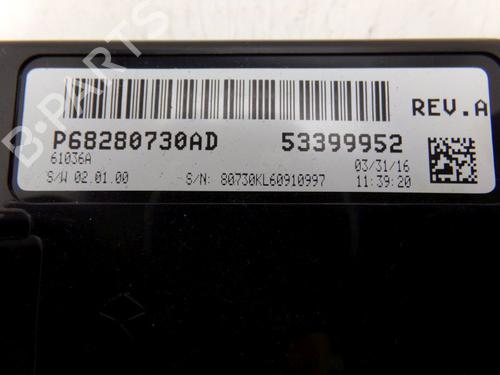 REV.A
P68280730AD 53399952
61036A 03/31/16
S/W 02.01.00 S/N: 80730KL60910997 11:39:20
B-PARTS